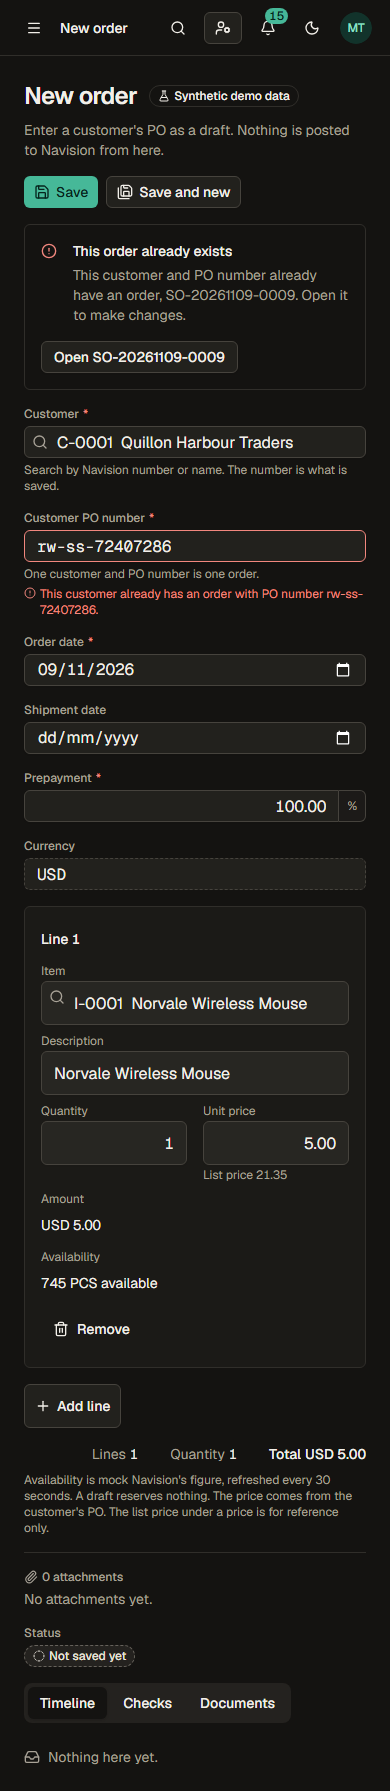 New order
15
MT
New order
Synthetic demo data
Enter a customer's PO as a draft. Nothing is posted
to Navision from here.
Save
Save and new
This order already exists
This customer and PO number already
have an order, SO-20261109-0009. Open it
to make changes.
Open SO-20261109-0009
Customer *
C-0001 Quillon Harbour Traders
Search by Navision number or name. The number is what is
saved.
Customer PO number *
rw-ss-72407286
One customer and PO number is one order.
This customer already has an order with PO number rw-ss-
72407286.
Order date *
09/11/2026
Shipment date
dd/mm/yyyy
Prepayment *
100.00 %
Currency
USD
Line 1
Item
I-0001 Norvale Wireless Mouse
Description
Norvale Wireless Mouse
Quantity Unit price
1 5.00
List price 21.35
Amount
USD 5.00
Availability
745 PCS available
Remove
Add line
Lines 1 Quantity 1 Total USD 5.00
Availability is mock Navision's figure, refreshed every 30
seconds. A draft reserves nothing. The price comes from the
customer's PO. The list price under a price is for reference
only.
0 attachments
No attachments yet.
Status
Not saved yet
Timeline Checks Documents
Nothing here yet.